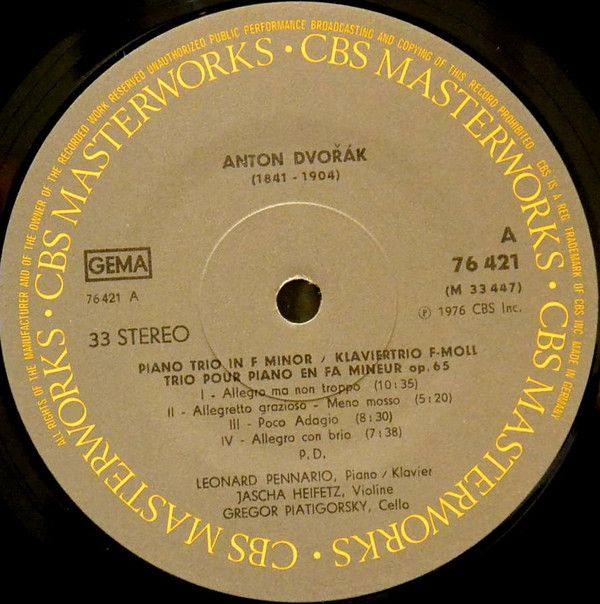 ALL RIGHTS OF THE MANUFACTURER AND OF THE OWNER OF THE RECORDED WORK RESERVED UNAUTHORIZED PUBLIC PERFORMANCE BROADCASTING AND COPYING OF THIS RECORD PROHIBITED. CBS IS A REG. TRADEMARK OF CBS INC MADE IN GERMANY.
CBS MASTERWORKS · CBS MASTERWORKS · CBS MASTERWORKS · CBS MASTERWORKS ·
ANTON DVOŘÁK
(1841 - 1904)
GEMA
76421 A
33 STEREO
A
76 421
(M 33 447)
℗ 1976 CBS Inc.
PIANO TRIO IN F MINOR / KLAVIERTRIO F-MOLL
TRIO POUR PIANO EN FA MINEUR op.65
I - Allegro ma non troppo (10:35)
II - Allegretto grazioso - Meno mosso (5:20)
III - Poco Adagio (8:30)
IV - Allegro con brio (7:38)
P.D.
LEONARD PENNARIO, Piano/Klavier
JASCHA HEIFETZ, Violine
GREGOR PIATIGORSKY, Cello